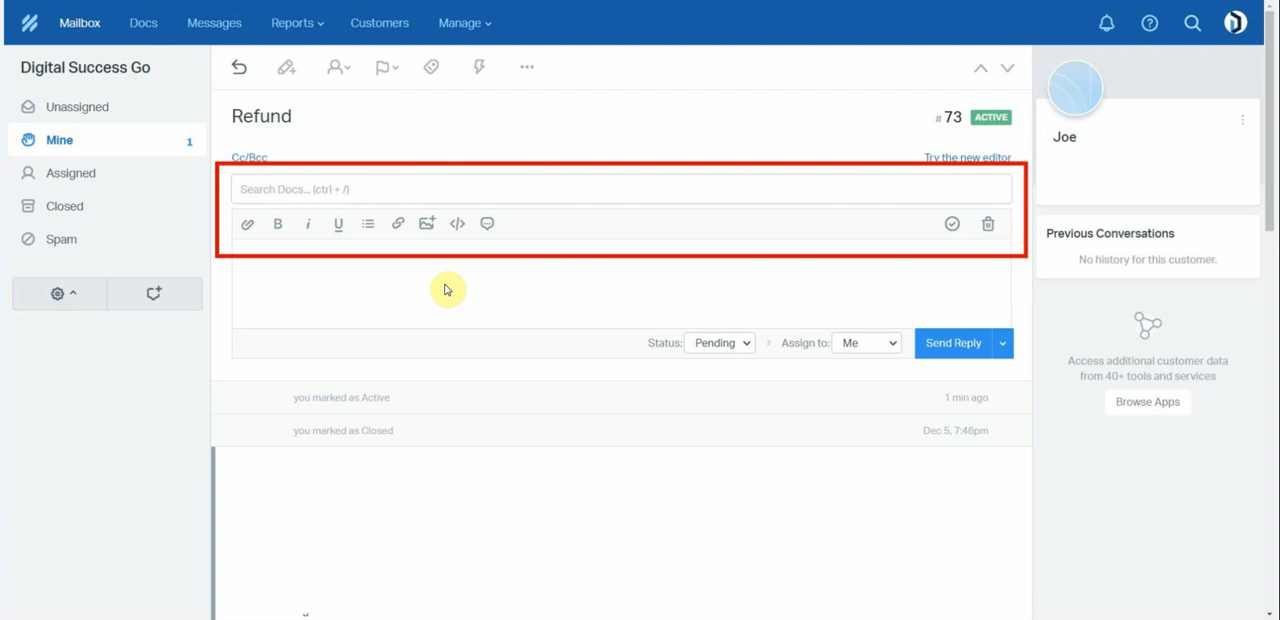 Mailbox Docs Messages Reports Customers Manage
Digital Success Go
Unassigned
Mine 1
Assigned
Closed
Spam
Refund # 73 ACTIVE
Cc/Bcc Try the new editor
Search Docs... (ctrl + /)
B i U
Status: Pending Assign to: Me Send Reply
you marked as Active 1 min ago
you marked as Closed Dec 5, 7:46pm
Joe
Previous Conversations
No history for this customer.
Access additional customer data
from 40+ tools and services
Browse Apps